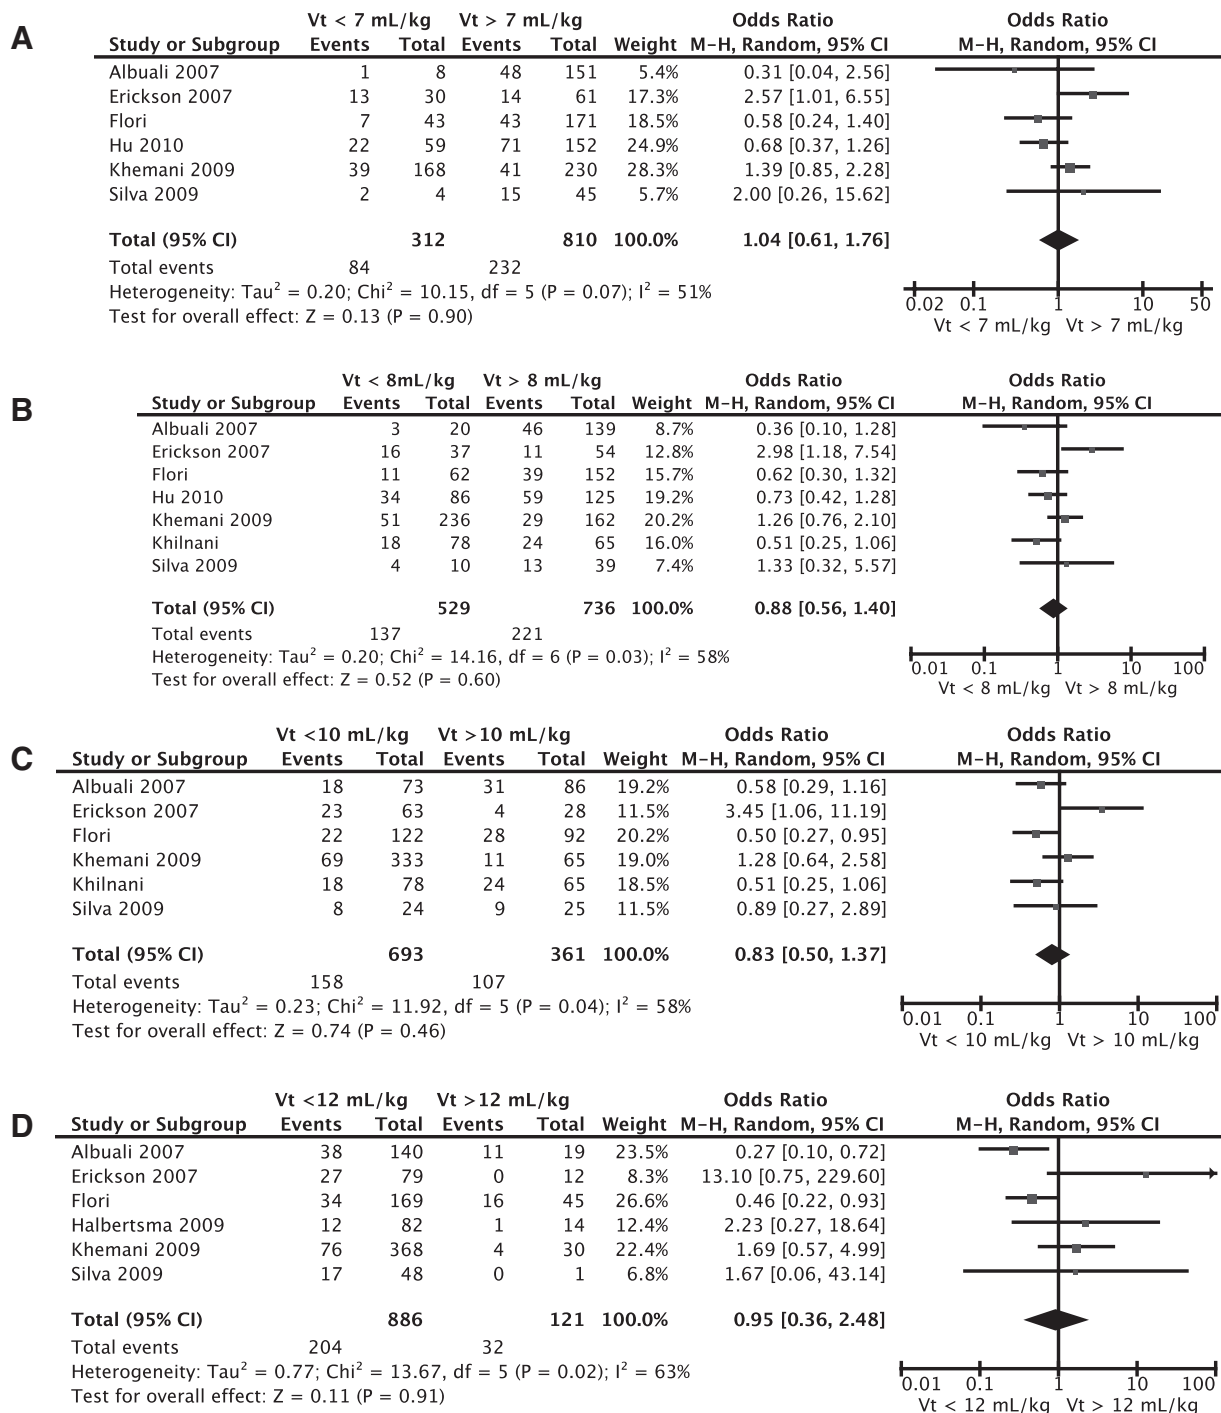 A
Vt < 7 mL/kg Vt > 7 mL/kg Odds Ratio Odds Ratio
Study or Subgroup Events Total Events Total Weight M-H, Random, 95% CI M-H, Random, 95% CI
Albuali 2007 1 8 48 151 5.4% 0.31 [0.04, 2.56]
Erickson 2007 13 30 14 61 17.3% 2.57 [1.01, 6.55]
Flori 7 43 43 171 18.5% 0.58 [0.24, 1.40]
Hu 2010 22 59 71 152 24.9% 0.68 [0.37, 1.26]
Khemani 2009 39 168 41 230 28.3% 1.39 [0.85, 2.28]
Silva 2009 2 4 15 45 5.7% 2.00 [0.26, 15.62]
Total (95% CI) 312 810 100.0% 1.04 [0.61, 1.76]
Total events 84 232
Heterogeneity: Tau² = 0.20; Chi² = 10.15, df = 5 (P = 0.07); I² = 51%
Test for overall effect: Z = 0.13 (P = 0.90)
0.02 0.1 1 10 50
Vt < 7 mL/kg Vt > 7 mL/kg
B
Vt < 8mL/kg Vt > 8 mL/kg Odds Ratio Odds Ratio
Study or Subgroup Events Total Events Total Weight M-H, Random, 95% CI M-H, Random, 95% CI
Albuali 2007 3 20 46 139 8.7% 0.36 [0.10, 1.28]
Erickson 2007 16 37 11 54 12.8% 2.98 [1.18, 7.54]
Flori 11 62 39 152 15.7% 0.62 [0.30, 1.32]
Hu 2010 34 86 59 125 19.2% 0.73 [0.42, 1.28]
Khemani 2009 51 236 29 162 20.2% 1.26 [0.76, 2.10]
Khilnani 18 78 24 65 16.0% 0.51 [0.25, 1.06]
Silva 2009 4 10 13 39 7.4% 1.33 [0.32, 5.57]
Total (95% CI) 529 736 100.0% 0.88 [0.56, 1.40]
Total events 137 221
Heterogeneity: Tau² = 0.20; Chi² = 14.16, df = 6 (P = 0.03); I² = 58%
Test for overall effect: Z = 0.52 (P = 0.60)
0.01 0.1 1 10 100
Vt < 8 mL/kg Vt > 8 mL/kg
C
Vt <10 mL/kg Vt >10 mL/kg Odds Ratio Odds Ratio
Study or Subgroup Events Total Events Total Weight M-H, Random, 95% CI M-H, Random, 95% CI
Albuali 2007 18 73 31 86 19.2% 0.58 [0.29, 1.16]
Erickson 2007 23 63 4 28 11.5% 3.45 [1.06, 11.19]
Flori 22 122 28 92 20.2% 0.50 [0.27, 0.95]
Khemani 2009 69 333 11 65 19.0% 1.28 [0.64, 2.58]
Khilnani 18 78 24 65 18.5% 0.51 [0.25, 1.06]
Silva 2009 8 24 9 25 11.5% 0.89 [0.27, 2.89]
Total (95% CI) 693 361 100.0% 0.83 [0.50, 1.37]
Total events 158 107
Heterogeneity: Tau² = 0.23; Chi² = 11.92, df = 5 (P = 0.04); I² = 58%
Test for overall effect: Z = 0.74 (P = 0.46)
0.01 0.1 1 10 100
Vt < 10 mL/kg Vt > 10 mL/kg
D
Vt <12 mL/kg Vt >12 mL/kg Odds Ratio Odds Ratio
Study or Subgroup Events Total Events Total Weight M-H, Random, 95% CI M-H, Random, 95% CI
Albuali 2007 38 140 11 19 23.5% 0.27 [0.10, 0.72]
Erickson 2007 27 79 0 12 8.3% 13.10 [0.75, 229.60]
Flori 34 169 16 45 26.6% 0.46 [0.22, 0.93]
Halbertsma 2009 12 82 1 14 12.4% 2.23 [0.27, 18.64]
Khemani 2009 76 368 4 30 22.4% 1.69 [0.57, 4.99]
Silva 2009 17 48 0 1 6.8% 1.67 [0.06, 43.14]
Total (95% CI) 886 121 100.0% 0.95 [0.36, 2.48]
Total events 204 32
Heterogeneity: Tau² = 0.77; Chi² = 13.67, df = 5 (P = 0.02); I² = 63%
Test for overall effect: Z = 0.11 (P = 0.91)
0.01 0.1 1 10 100
Vt < 12 mL/kg Vt > 12 mL/kg